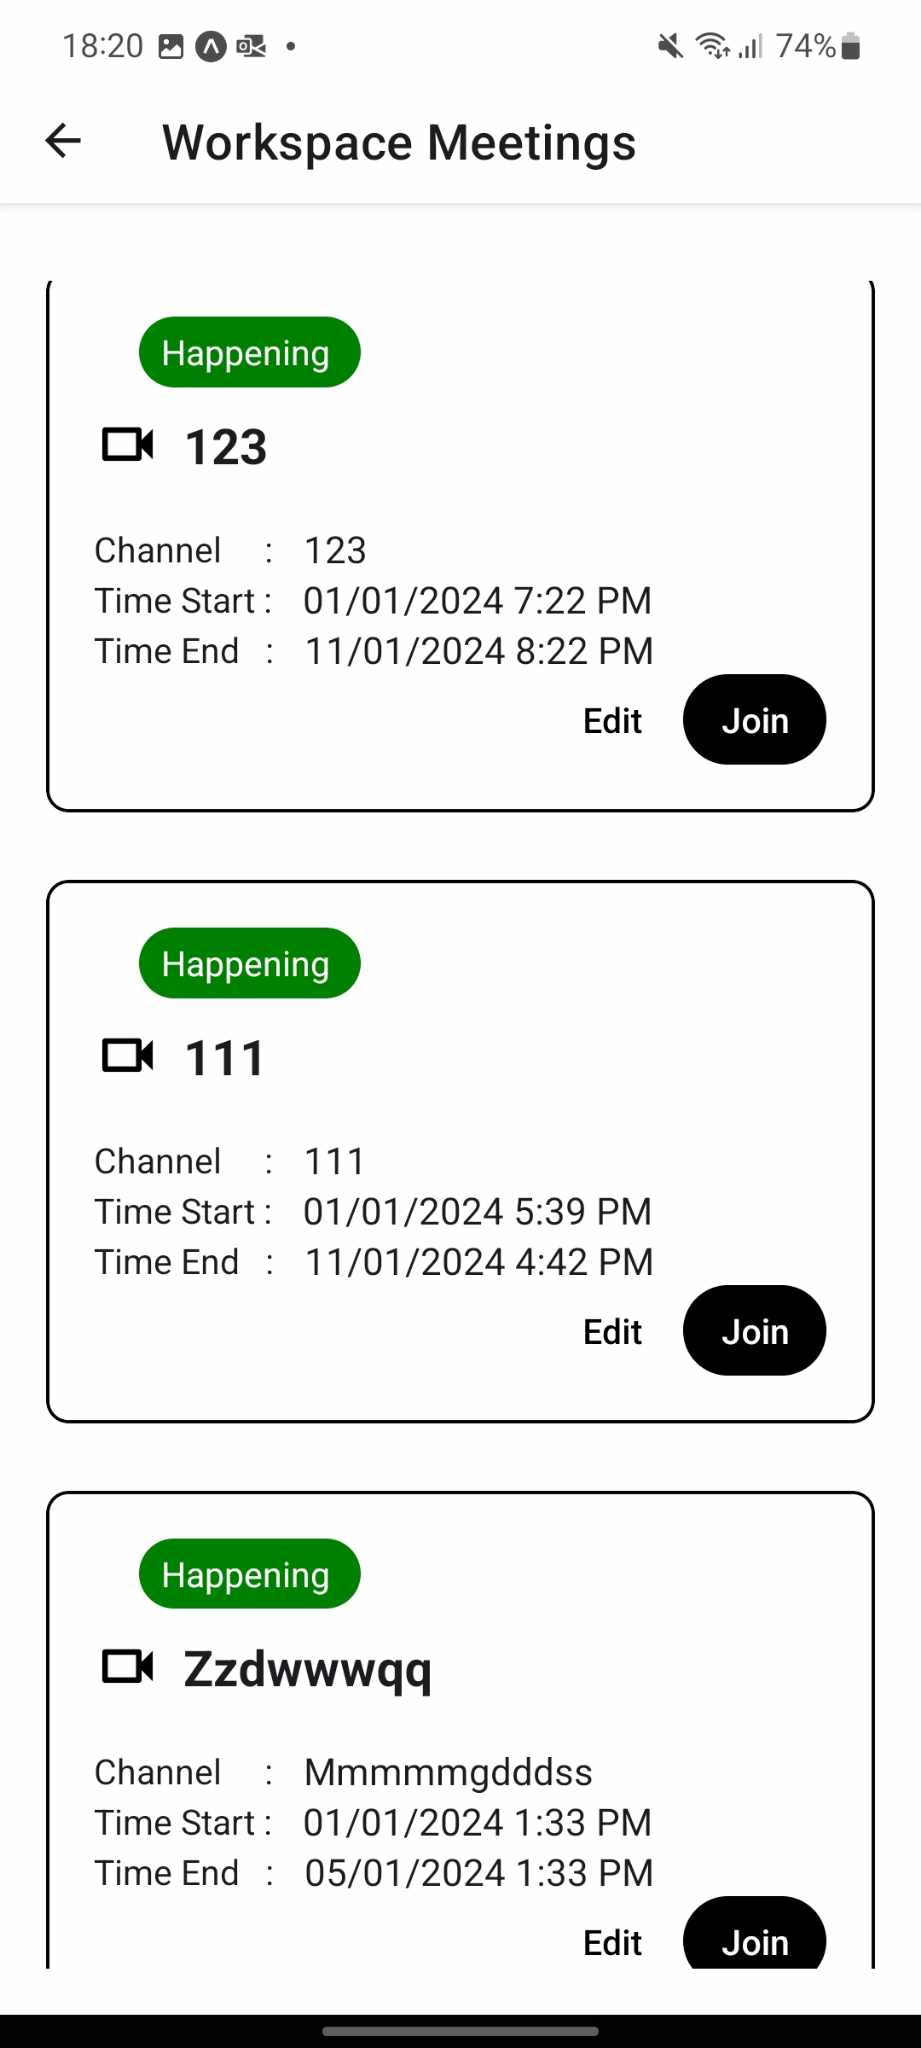 18:20 74%
Workspace Meetings
Happening
123
Channel : 123
Time Start : 01/01/2024 7:22 PM
Time End : 11/01/2024 8:22 PM
Edit Join
Happening
111
Channel : 111
Time Start : 01/01/2024 5:39 PM
Time End : 11/01/2024 4:42 PM
Edit Join
Happening
Zzdwwwqq
Channel : Mmmmmgdddss
Time Start : 01/01/2024 1:33 PM
Time End : 05/01/2024 1:33 PM
Edit Join